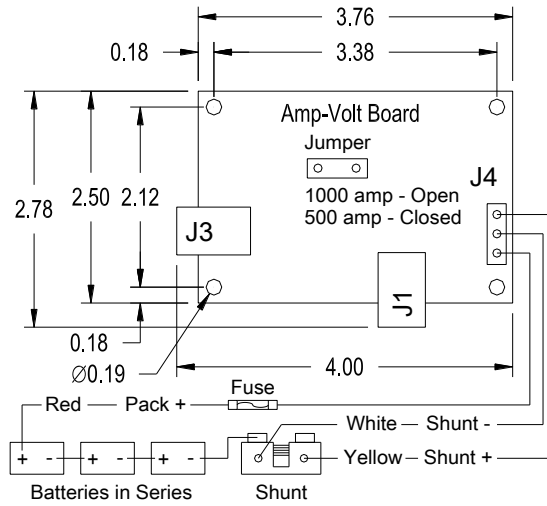 3.76
0.18
3.38
Amp-Volt Board
Jumper
1000 amp - Open
500 amp - Closed
J4
2.78
2.50
2.12
J3
J1
0.18
Ø0.19
4.00
Red
Pack +
Fuse
White
Shunt -
+ - + - + -
Yellow
Shunt +
Batteries in Series
Shunt